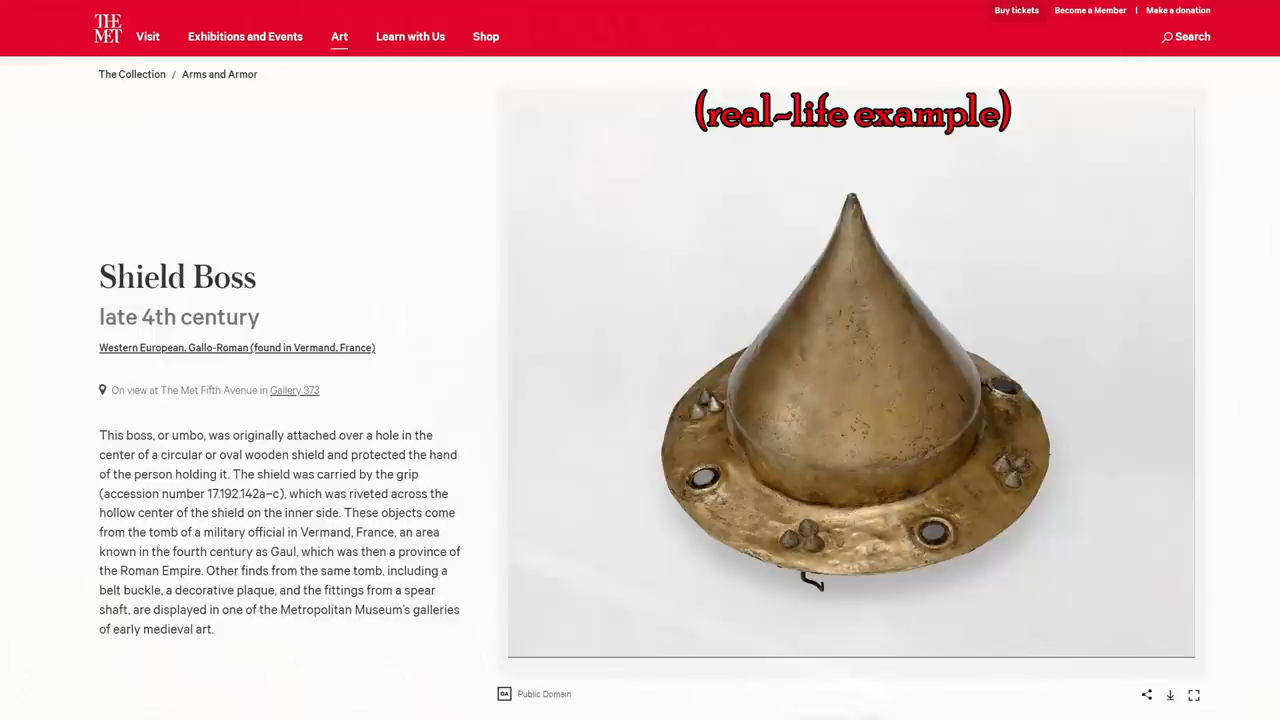 Buy tickets
Become a Member
|
Make a donation
THE
MET
Visit
Exhibitions and Events
Art
Learn with Us
Shop
Search
The Collection / Arms and Armor
(real-life example)
Shield Boss
late 4th century
Western European, Gallo-Roman (found in Vermand, France)
On view at The Met Fifth Avenue in Gallery 373
This boss, or umbo, was originally attached over a hole in the
center of a circular or oval wooden shield and protected the hand
of the person holding it. The shield was carried by the grip
(accession number 17.192.142a–c), which was riveted across the
hollow center of the shield on the inner side. These objects come
from the tomb of a military official in Vermand, France, an area
known in the fourth century as Gaul, which was then a province of
the Roman Empire. Other finds from the same tomb, including a
belt buckle, a decorative plaque, and the fittings from a spear
shaft, are displayed in one of the Metropolitan Museum's galleries
of early medieval art.
OA Public Domain